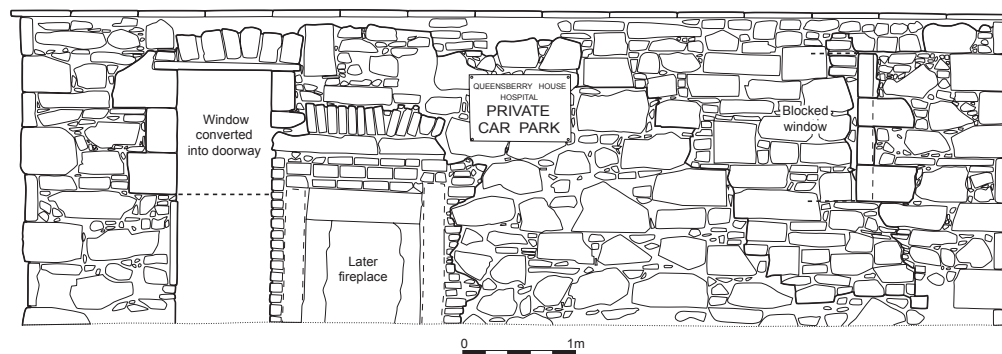 Window
converted
into doorway
Later
fireplace
QUEENSBERRY HOUSE
HOSPITAL
PRIVATE
CAR PARK
Blocked
window
0 1m